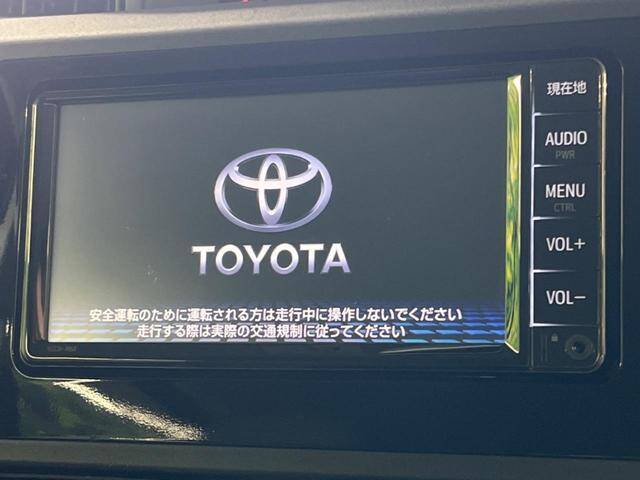 現在地
AUDIO
PWR
MENU
CTRL
VOL+
VOL-
TOYOTA
安全運転のために運転される方は走行中に操作しないでください
走行する際は実際の交通規制に従ってください